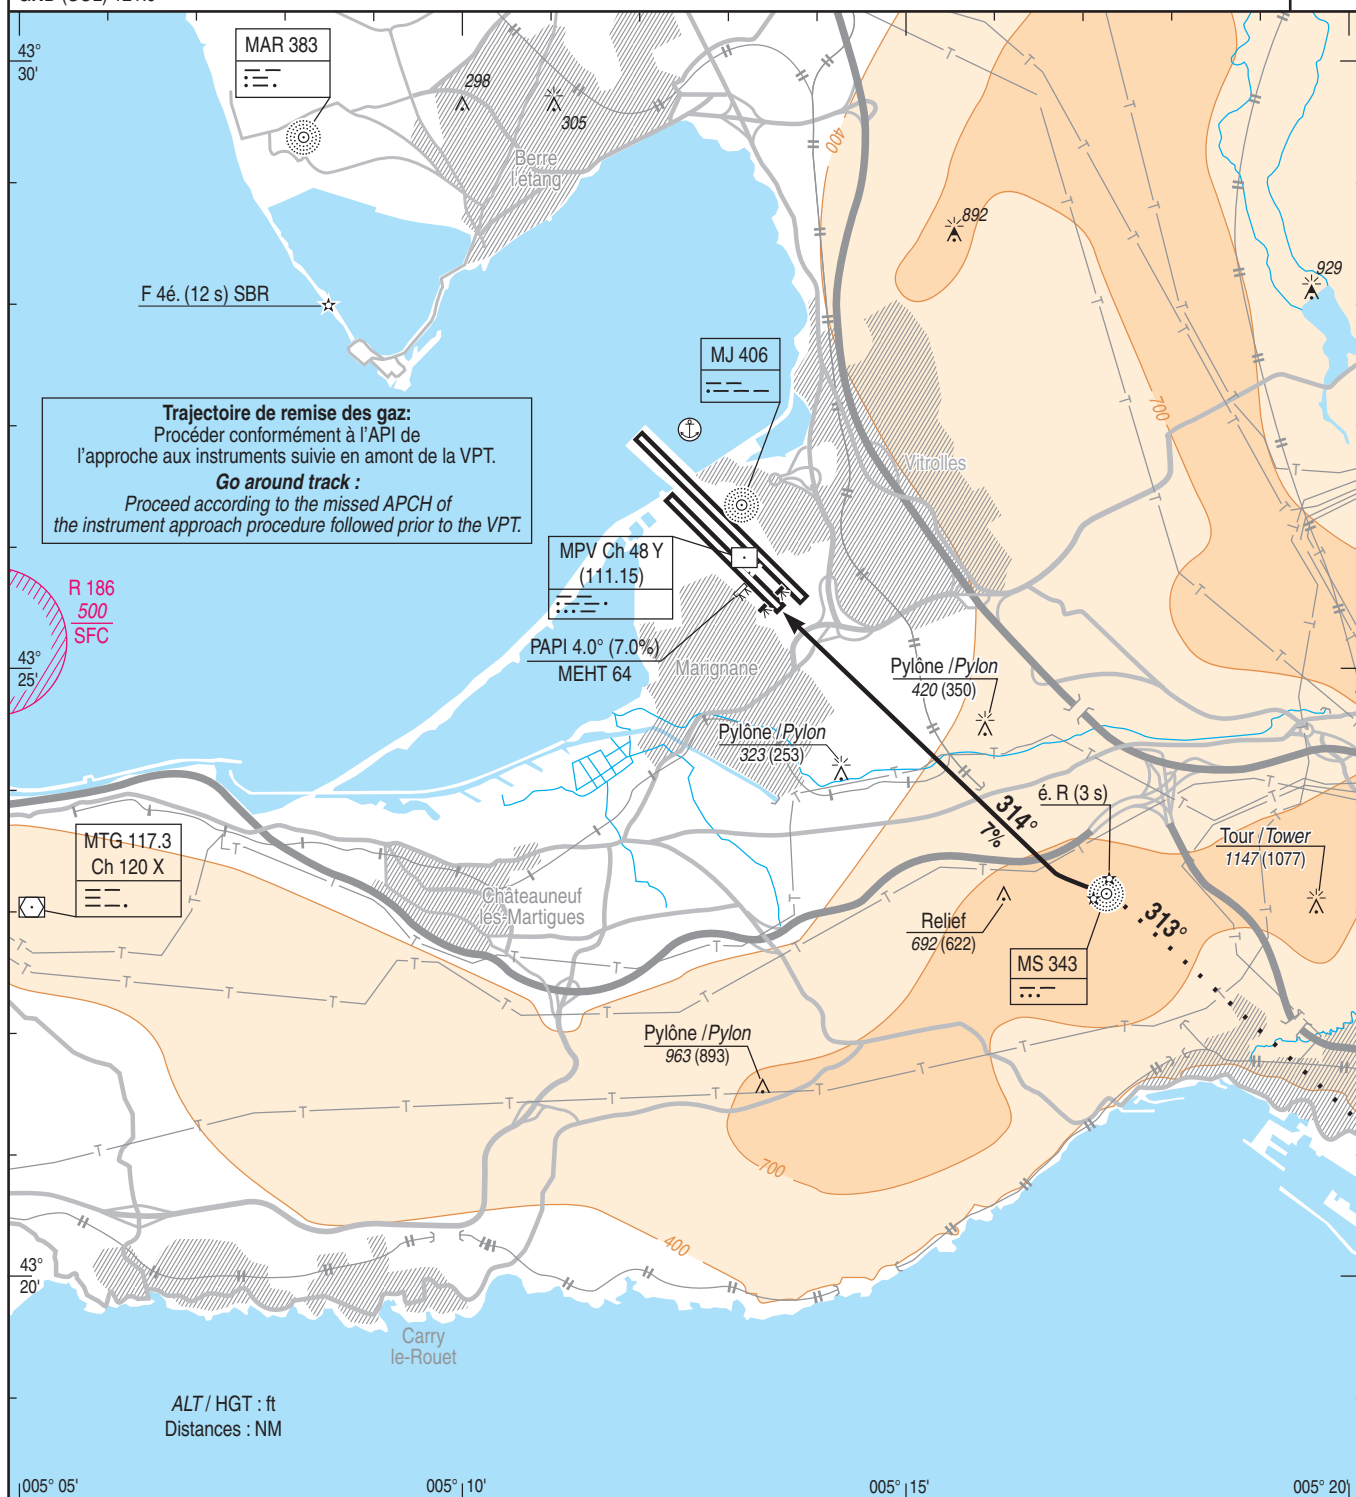 43°
30'
MAR 383
298
305
Berre
l'étang
400
892
929
F 4é. (12 s) SBR
MJ 406
700
Vitrolles
Trajectoire de remise des gaz:
Procéder conformément à l'API de
l'approche aux instruments suivie en amont de la VPT.
Go around track :
Proceed according to the missed APCH of
the instrument approach procedure followed prior to the VPT.
MPV Ch 48 Y
(111.15)
R 186
500
SFC
PAPI 4.0° (7.0%)
MEHT 64
Marignane
43°
25'
Pylône / Pylon
420 (350)
Pylône / Pylon
323 (253)
é. R (3 s)
314°
7%
Tour / Tower
1147 (1077)
MTG 117.3
Ch 120 X
Châteauneuf
les-Martigues
Relief
692 (622)
313°
MS 343
Pylône / Pylon
963 (893)
700
400
43°
20'
Carry
le-Rouet
ALT / HGT : ft
Distances : NM
005° 05'
005° 10'
005° 15'
005° 20'